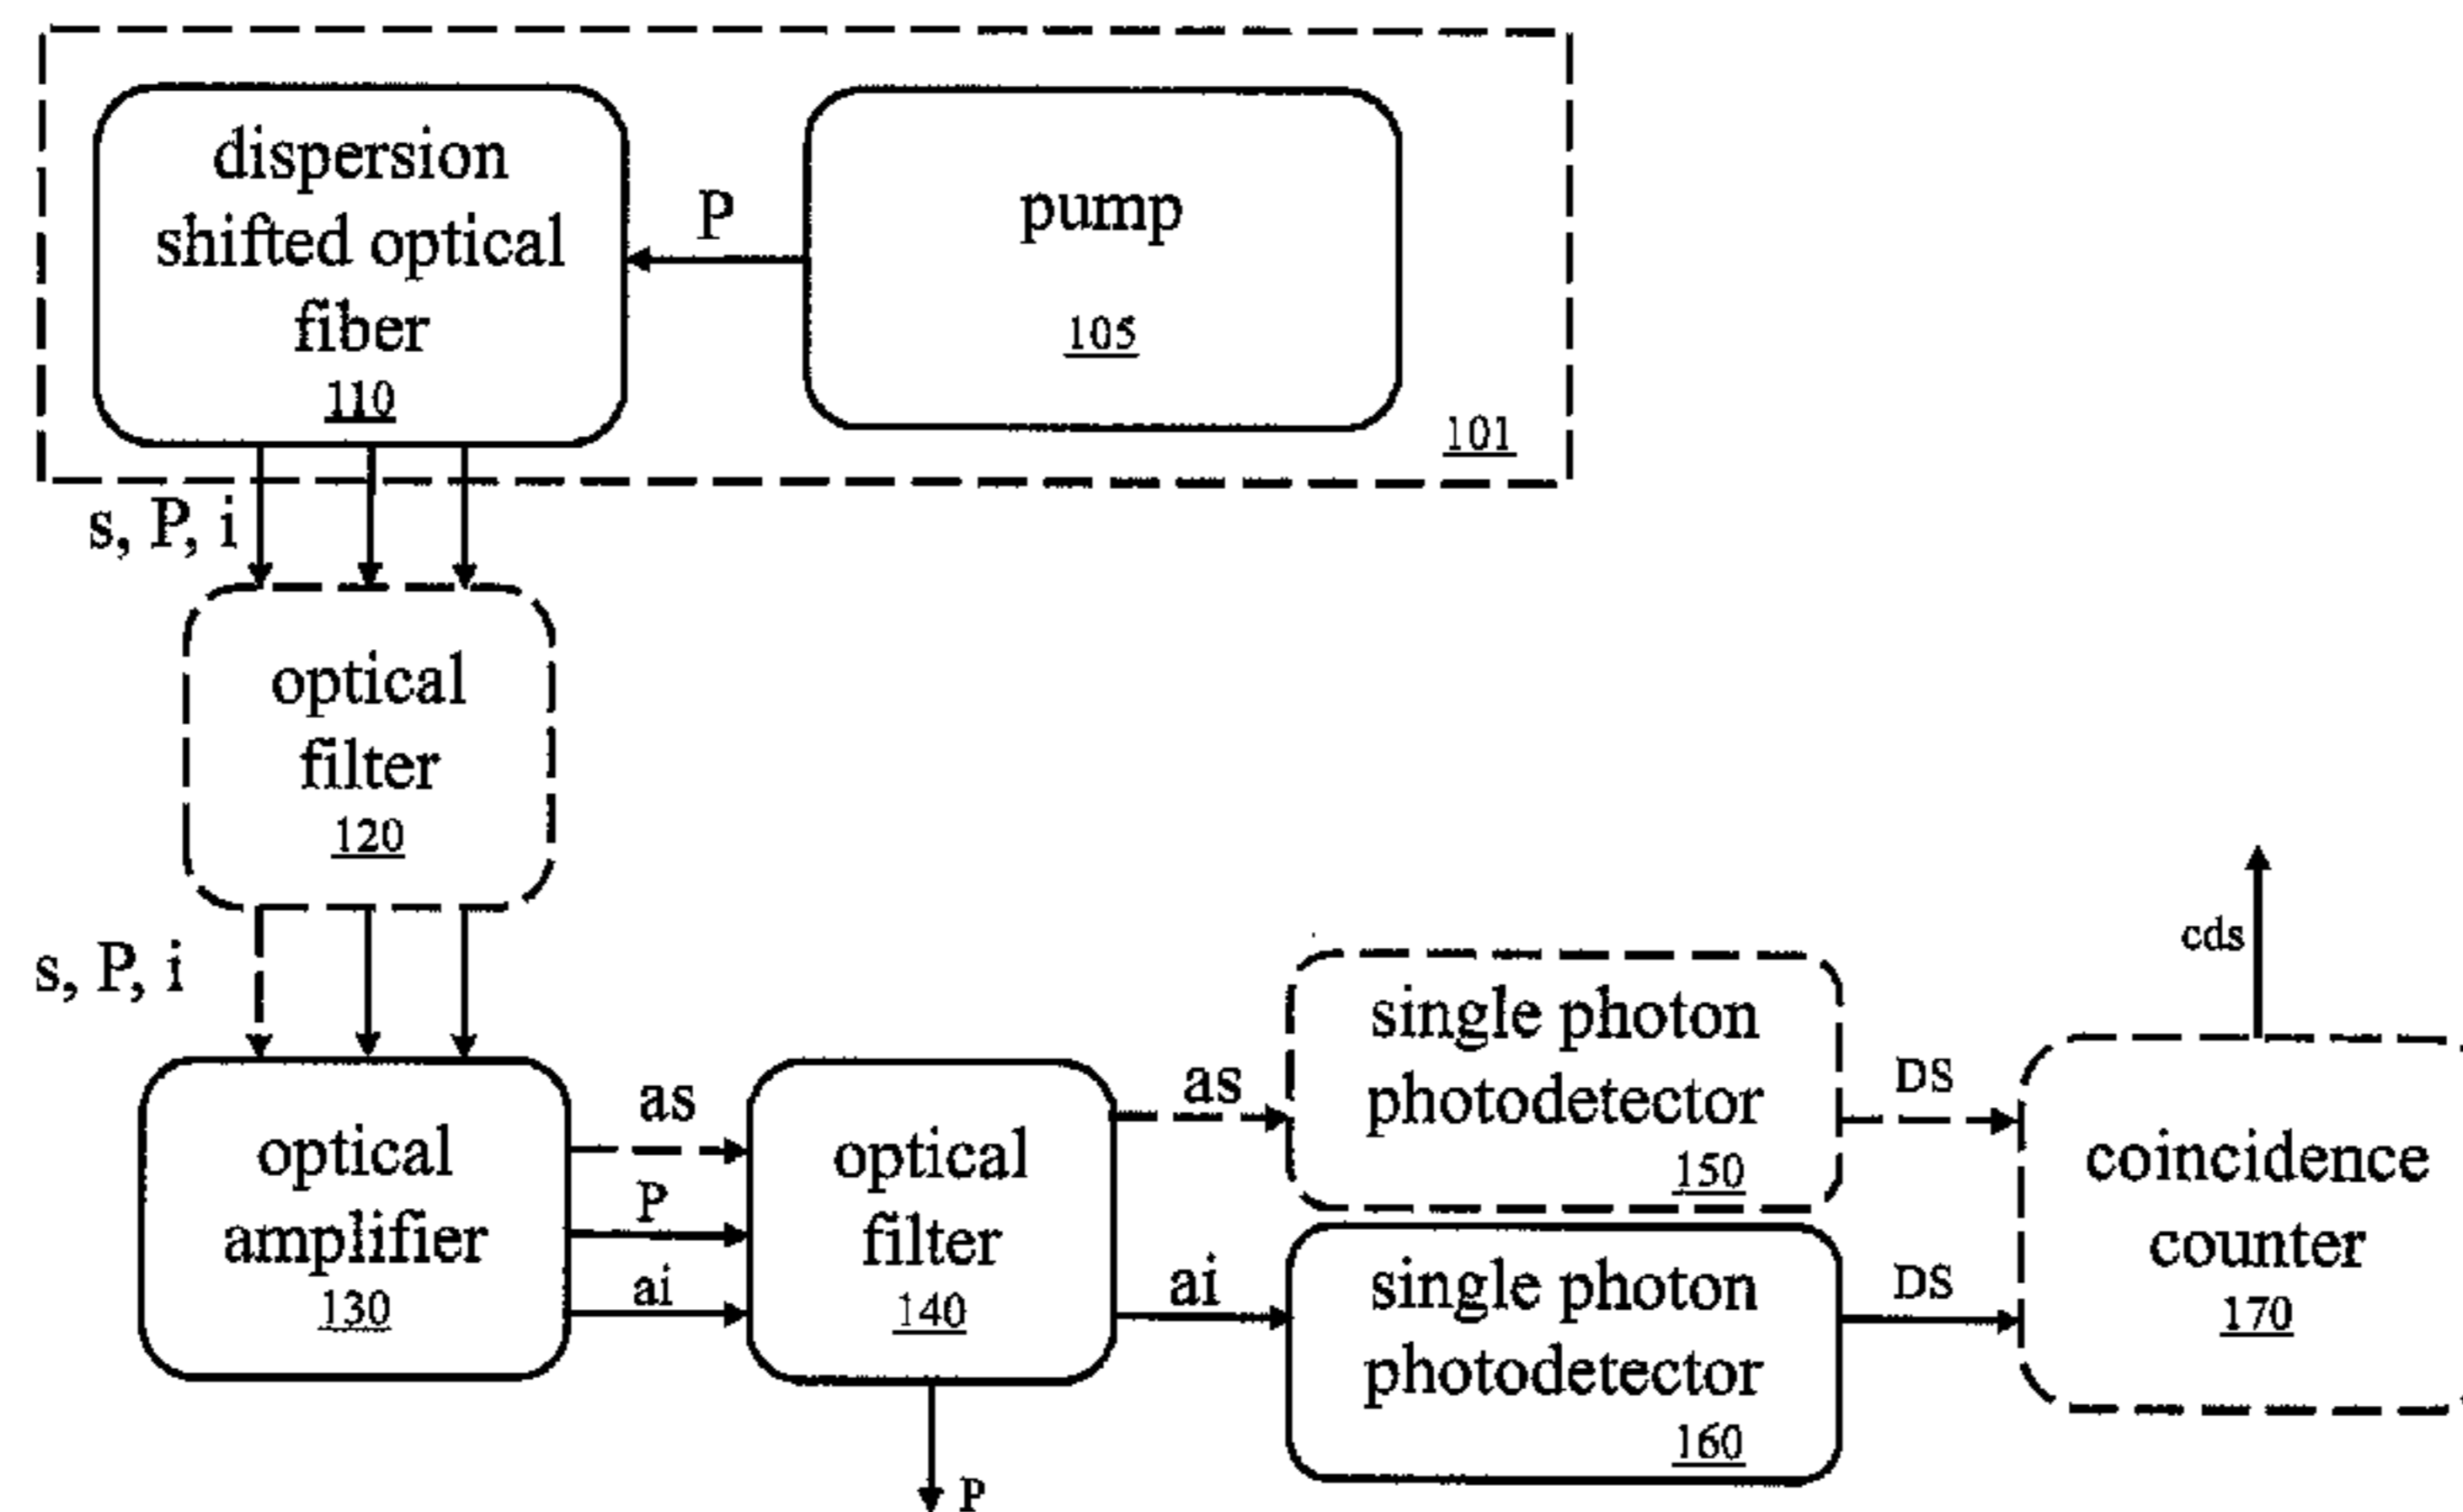 dispersion
shifted optical
fiber
110
P
pump
105
101
s, P, i
optical
filter
120
s, P, i
optical
amplifier
130
as
P
ai
optical
filter
140
P
as
ai
single photon
photodetector
150
single photon
photodetector
160
DS
DS
cds
coincidence
counter
170